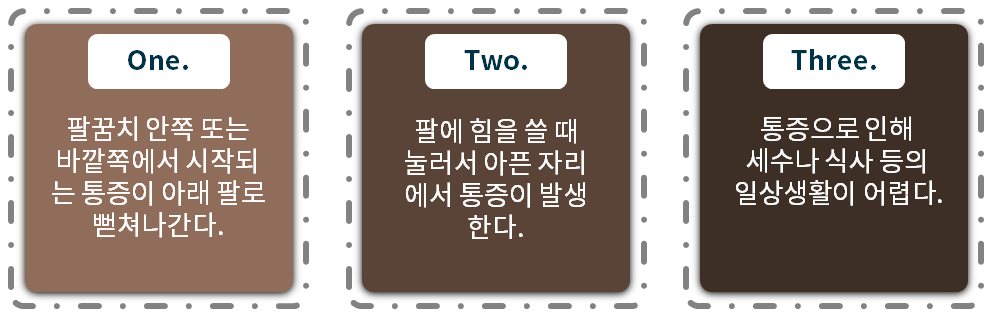 One.
팔꿈치 안쪽 또는
바깥쪽에서 시작되
는 통증이 아래 팔로
뻗쳐나간다.
Two.
팔에 힘을 쓸 때
눌러서 아픈 자리
에서 통증이 발생
한다.
Three.
통증으로 인해
세수나 식사 등의
일상생활이 어렵다.